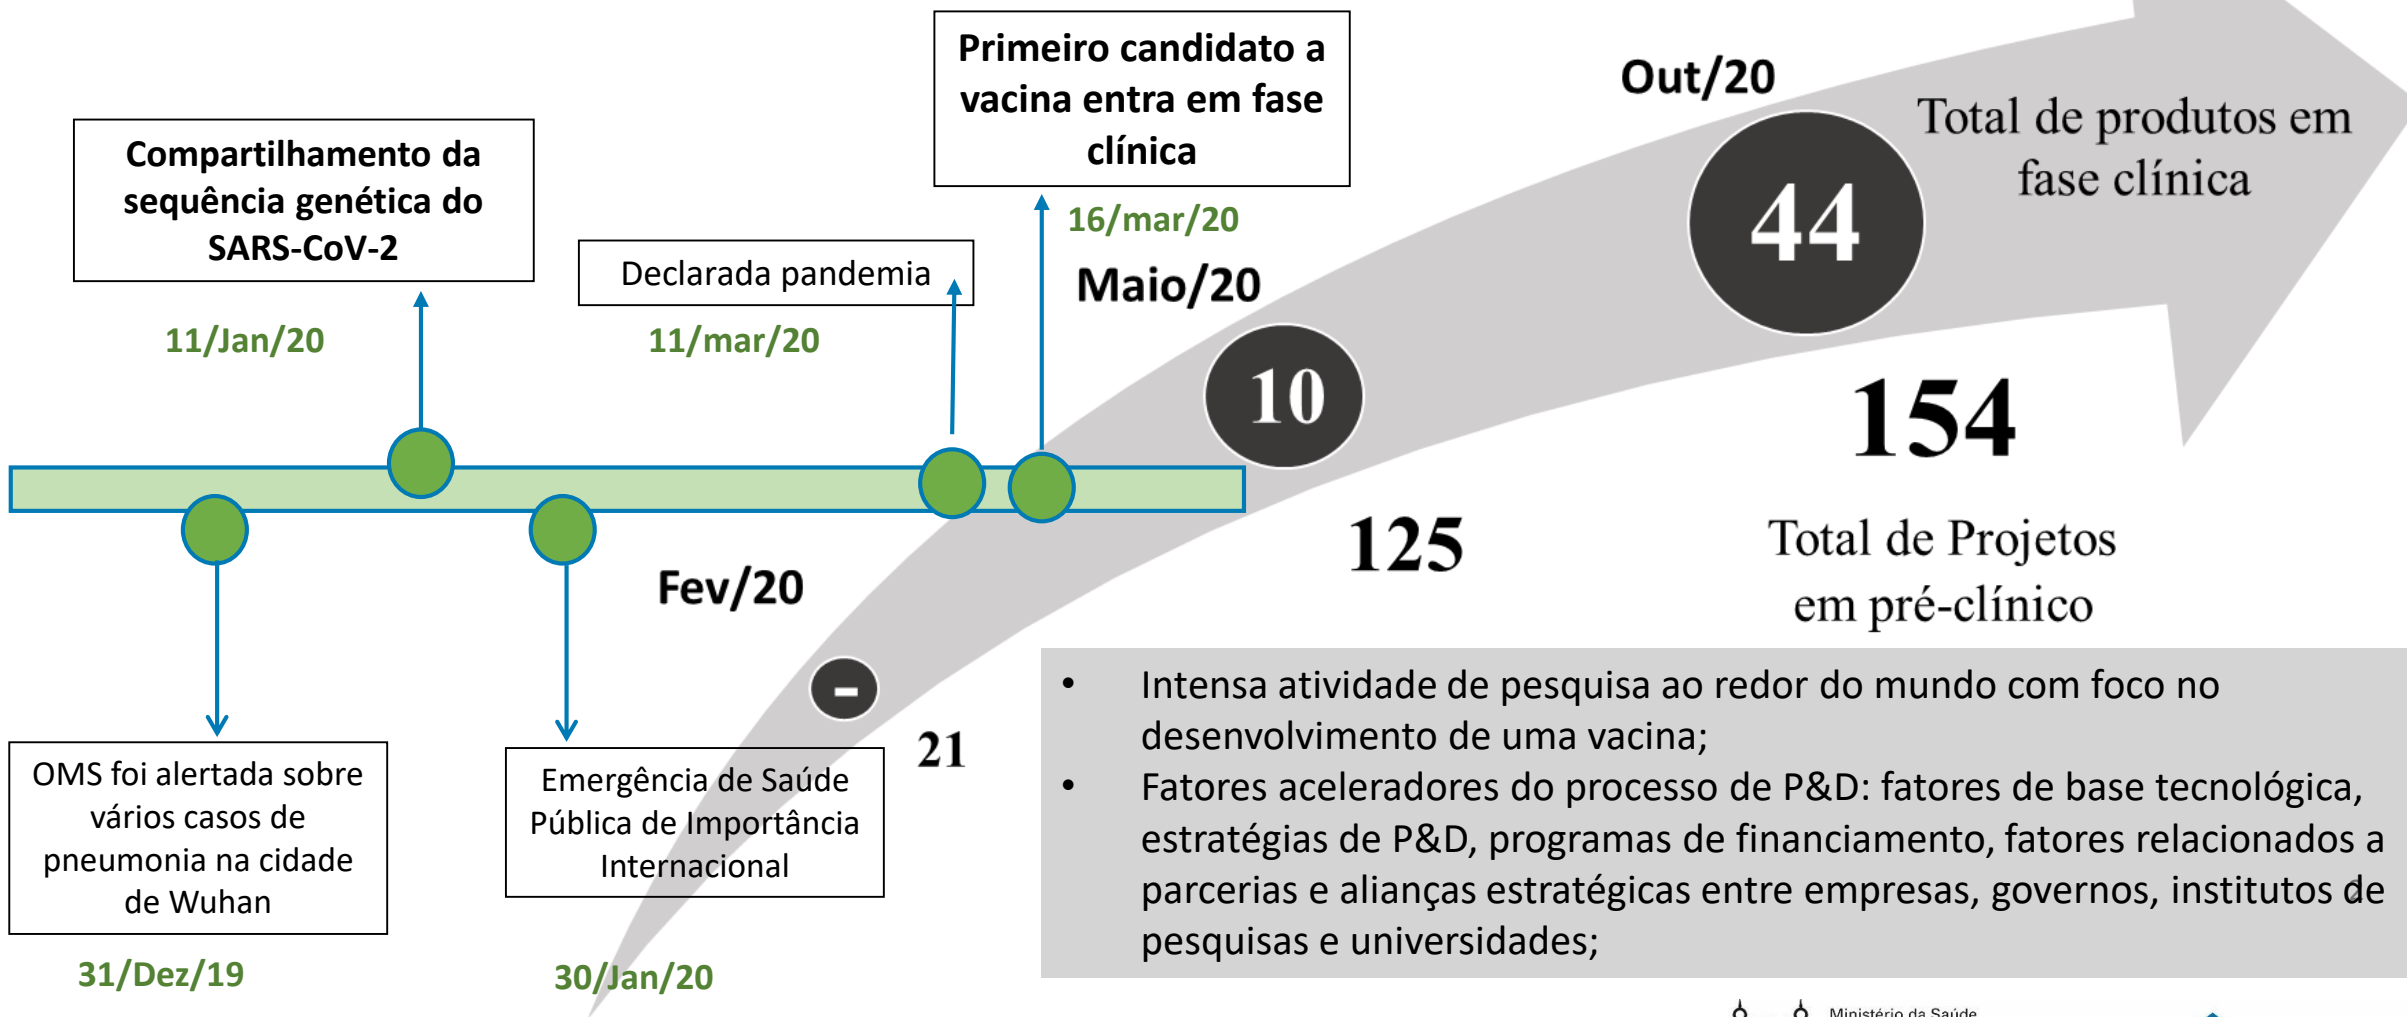 Primeiro candidato a
vacina entra em fase
clínica
16/mar/20
Compartilhamento da
sequência genética do
SARS-CoV-2
11/Jan/20
Declarada pandemia
11/mar/20
Out/20
44
Total de produtos em
fase clínica
Maio/20
10
154
Total de Projetos
em pré-clínico
125
Fev/20
-
21
OMS foi alertada sobre
vários casos de
pneumonia na cidade
de Wuhan
31/Dez/19
Emergência de Saúde
Pública de Importância
Internacional
30/Jan/20
• Intensa atividade de pesquisa ao redor do mundo com foco no
desenvolvimento de uma vacina;
• Fatores aceleradores do processo de P&D: fatores de base tecnológica,
estratégias de P&D, programas de financiamento, fatores relacionados a
parcerias e alianças estratégicas entre empresas, governos, institutos de
pesquisas e universidades;
2
Ministério da Saúde